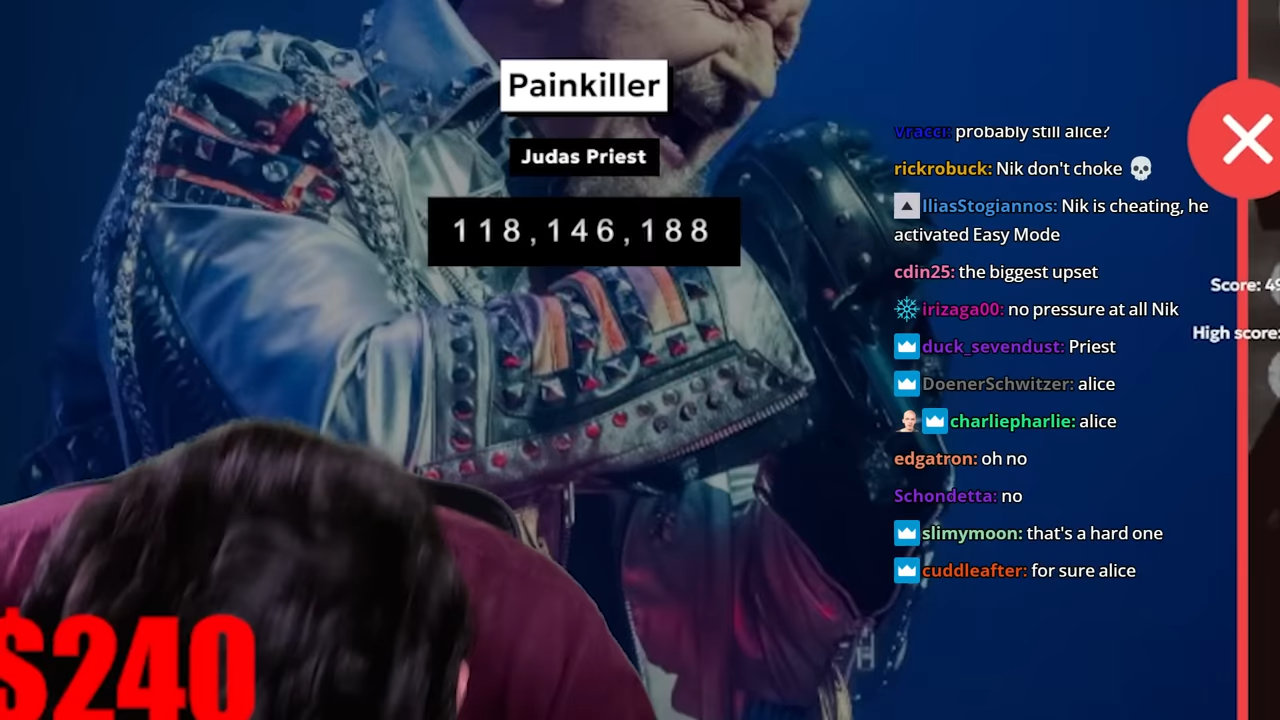 Painkiller
Judas Priest
118,146,188
vracci: probably still alice?
rickrobuck: Nik don't choke 💀
IliasStogiannos: Nik is cheating, he
activated Easy Mode
cdin25: the biggest upset
irizaga00: no pressure at all Nik
duck_sevendust: Priest
DoenerSchwitzer: alice
charliepharlie: alice
edgatron: oh no
Schondetta: no
slimymoon: that's a hard one
cuddleafter: for sure alice
Score: 49
High score:
$240